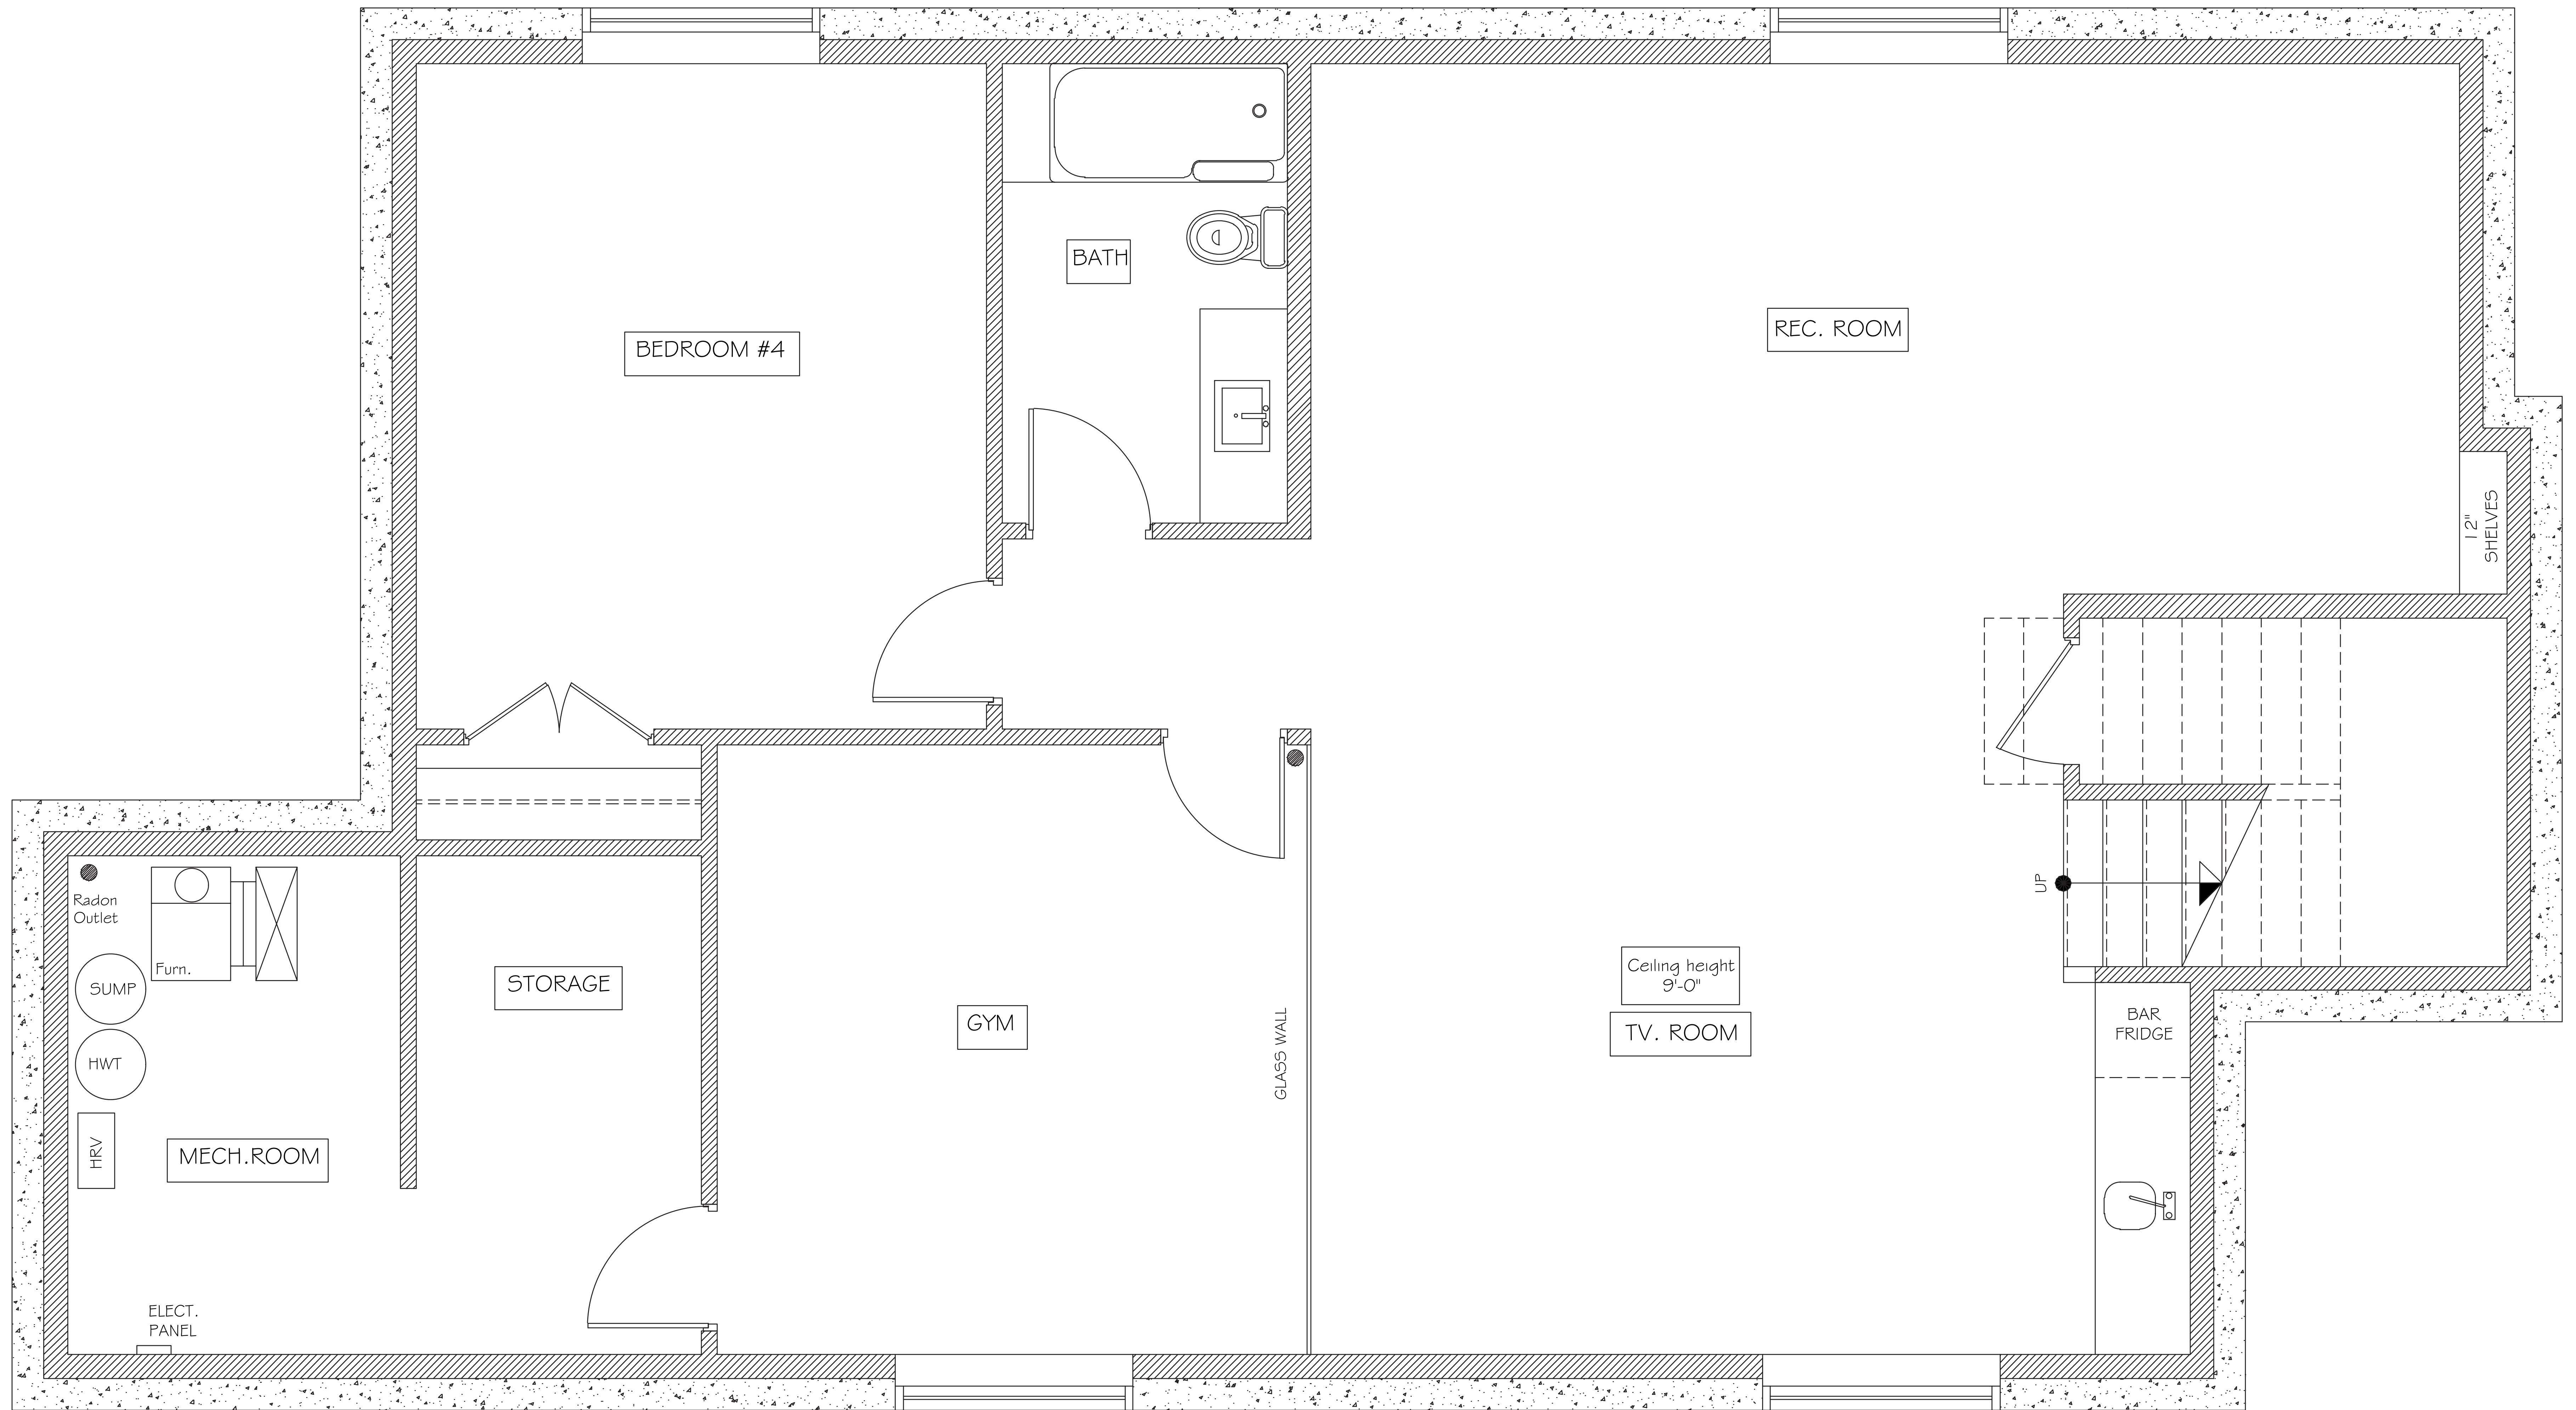 BATH
REC. ROOM
BEDROOM #4
12"
SHELVES
UP
Radon
Outlet
Furn.
SUMP
STORAGE
Ceiling height
9'-0"
GYM
TV. ROOM
BAR
FRIDGE
GLASS WALL
HWT
HRV
MECH.ROOM
ELECT.
PANEL